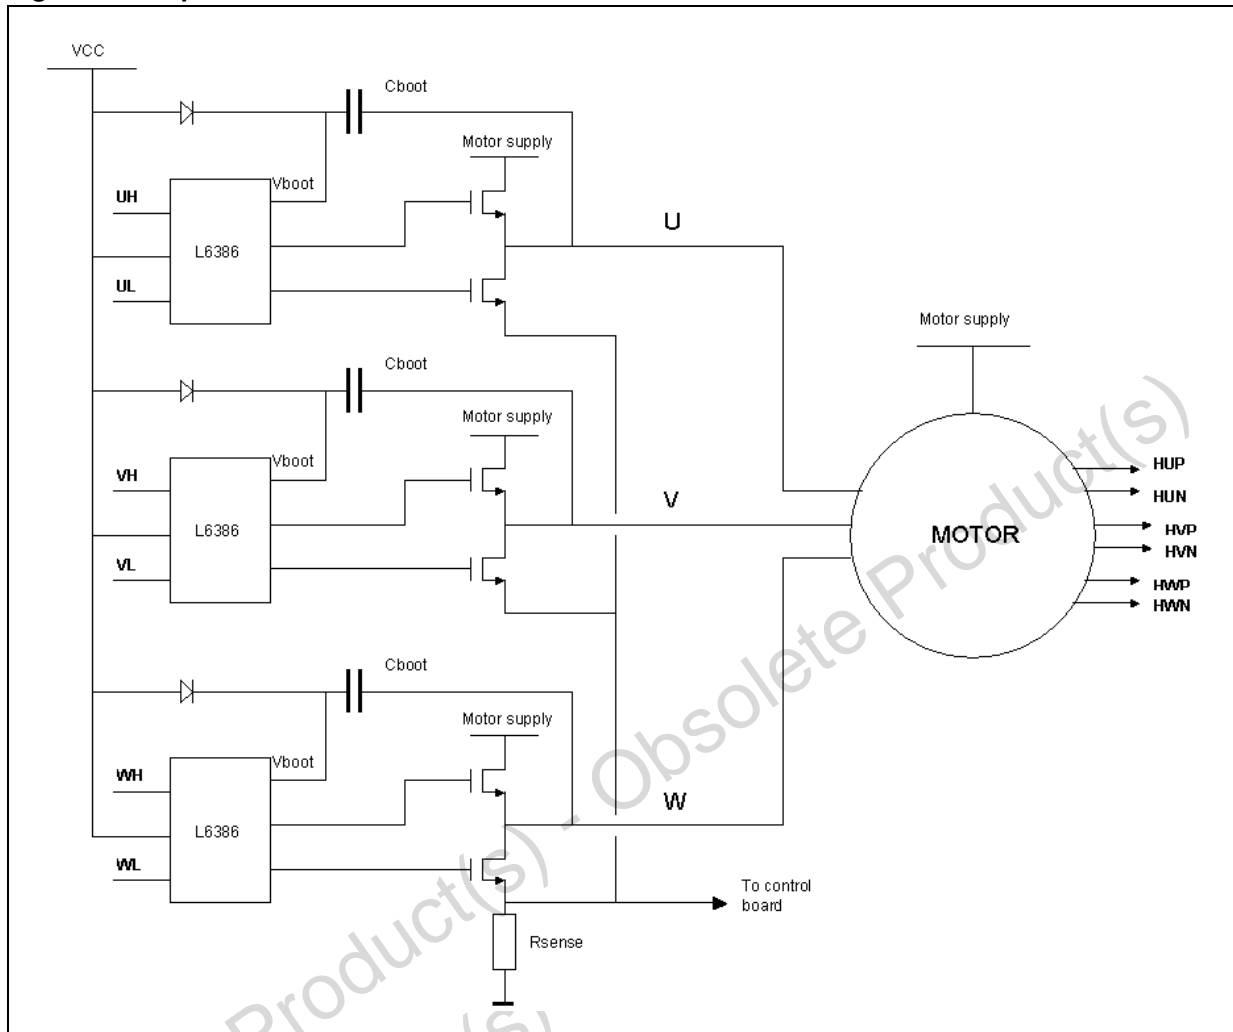 VCC
Cboot
Motor supply
Vboot
UH
U
L6386
UL
Motor supply
Cboot
Motor supply
Vboot
VH
V
L6386
VL
HUP
HUN
HVP
HVN
HWP
HWN
MOTOR
Cboot
Motor supply
Vboot
WH
W
L6386
WL
To control
board
Rsense
Product(s) - Obsolete Product(s)